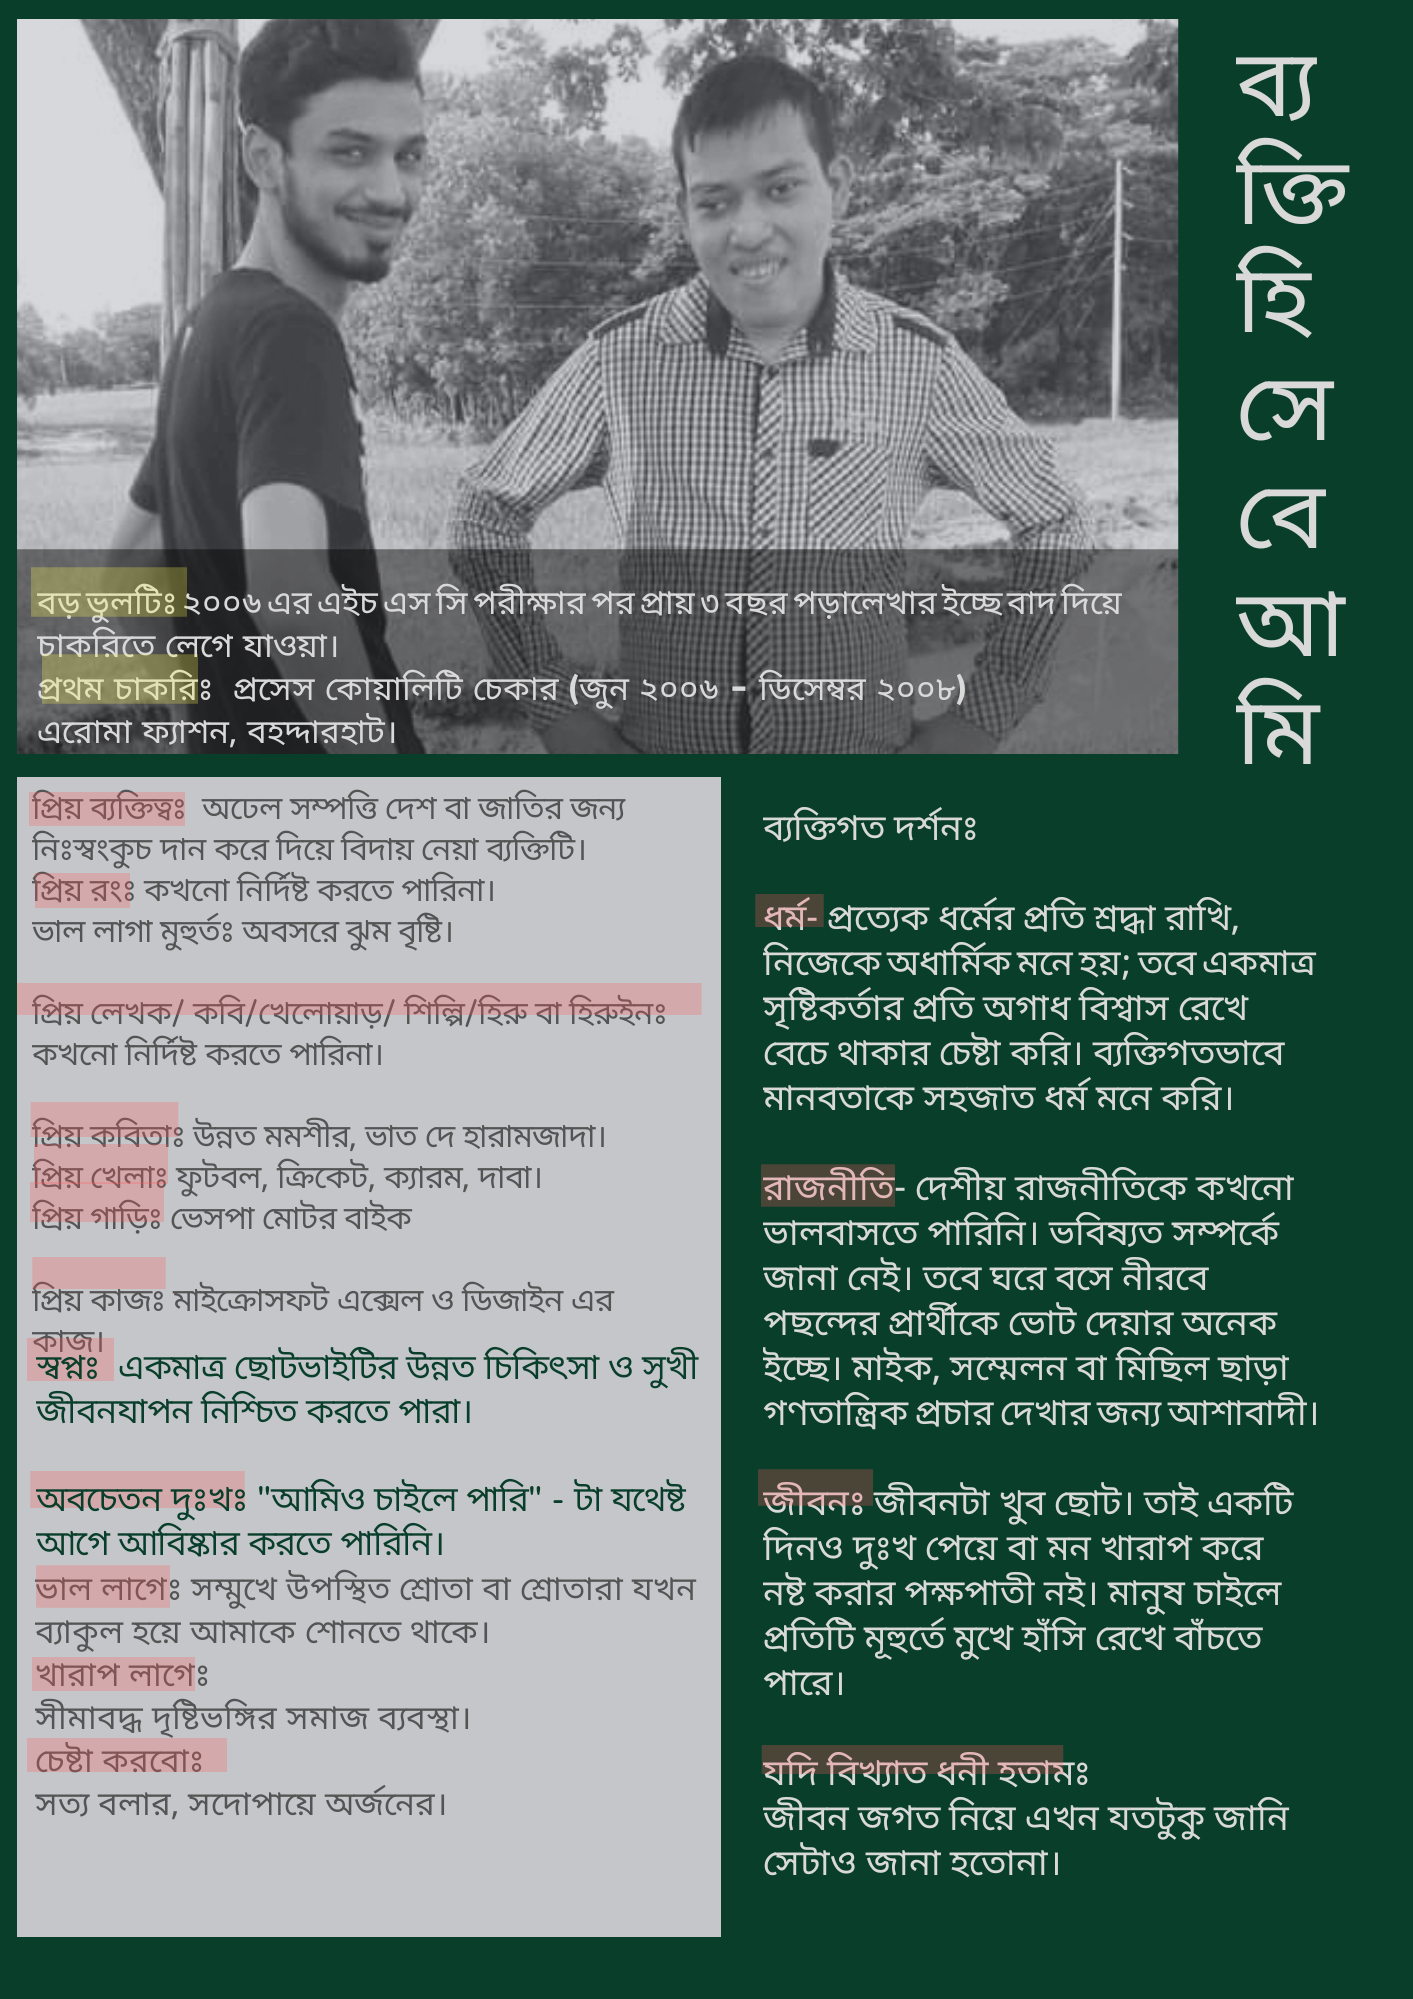 ব্য
ক্তি
হি
সে
বে
আ
মি
বড় ভুলটিঃ ২০০৬ এর এইচ এস সি পরীক্ষার পর প্রায় ৩ বছর পড়ালেখার ইচ্ছে বাদ দিয়ে
চাকরিতে লেগে যাওয়া।
প্রথম চাকরিঃ প্রসেস কোয়ালিটি চেকার (জুন ২০০৬ – ডিসেম্বর ২০০৮)
এরোমা ফ্যাশন, বহদ্দারহাট।
প্রিয় ব্যক্তিত্বঃ অঢেল সম্পত্তি দেশ বা জাতির জন্য
নিঃস্বংকুচ দান করে দিয়ে বিদায় নেয়া ব্যক্তিটি।
প্রিয় রংঃ কখনো নির্দিষ্ট করতে পারিনা।
ভাল লাগা মুহুর্তঃ অবসরে ঝুম বৃষ্টি।
প্রিয় লেখক/ কবি/খেলোয়াড়/ শিল্পি/হিরু বা হিরুইনঃ
কখনো নির্দিষ্ট করতে পারিনা।
প্রিয় কবিতাঃ উন্নত মমশীর, ভাত দে হারামজাদা।
প্রিয় খেলাঃ ফুটবল, ক্রিকেট, ক্যারম, দাবা।
প্রিয় গাড়িঃ ভেসপা মোটর বাইক
প্রিয় কাজঃ মাইক্রোসফট এক্সেল ও ডিজাইন এর
কাজ।
স্বপ্নঃ একমাত্র ছোটভাইটির উন্নত চিকিৎসা ও সুখী
জীবনযাপন নিশ্চিত করতে পারা।
অবচেতন দুঃখঃ "আমিও চাইলে পারি" - টা যথেষ্ট
আগে আবিষ্কার করতে পারিনি।
ভাল লাগেঃ সম্মুখে উপস্থিত শ্রোতা বা শ্রোতারা যখন
ব্যাকুল হয়ে আমাকে শোনতে থাকে।
খারাপ লাগেঃ
সীমাবদ্ধ দৃষ্টিভঙ্গির সমাজ ব্যবস্থা।
চেষ্টা করবোঃ
সত্য বলার, সদোপায়ে অর্জনের।
ব্যক্তিগত দর্শনঃ
ধর্ম- প্রত্যেক ধর্মের প্রতি শ্রদ্ধা রাখি,
নিজেকে অধার্মিক মনে হয়; তবে একমাত্র
সৃষ্টিকর্তার প্রতি অগাধ বিশ্বাস রেখে
বেচে থাকার চেষ্টা করি। ব্যক্তিগতভাবে
মানবতাকে সহজাত ধর্ম মনে করি।
রাজনীতি- দেশীয় রাজনীতিকে কখনো
ভালবাসতে পারিনি। ভবিষ্যত সম্পর্কে
জানা নেই। তবে ঘরে বসে নীরবে
পছন্দের প্রার্থীকে ভোট দেয়ার অনেক
ইচ্ছে। মাইক, সম্মেলন বা মিছিল ছাড়া
গণতান্ত্রিক প্রচার দেখার জন্য আশাবাদী।
জীবনঃ জীবনটা খুব ছোট। তাই একটি
দিনও দুঃখ পেয়ে বা মন খারাপ করে
নষ্ট করার পক্ষপাতী নই। মানুষ চাইলে
প্রতিটি মূহুর্তে মুখে হাঁসি রেখে বাঁচতে
পারে।
যদি বিখ্যাত ধনী হতামঃ
জীবন জগত নিয়ে এখন যতটুকু জানি
সেটাও জানা হতোনা।